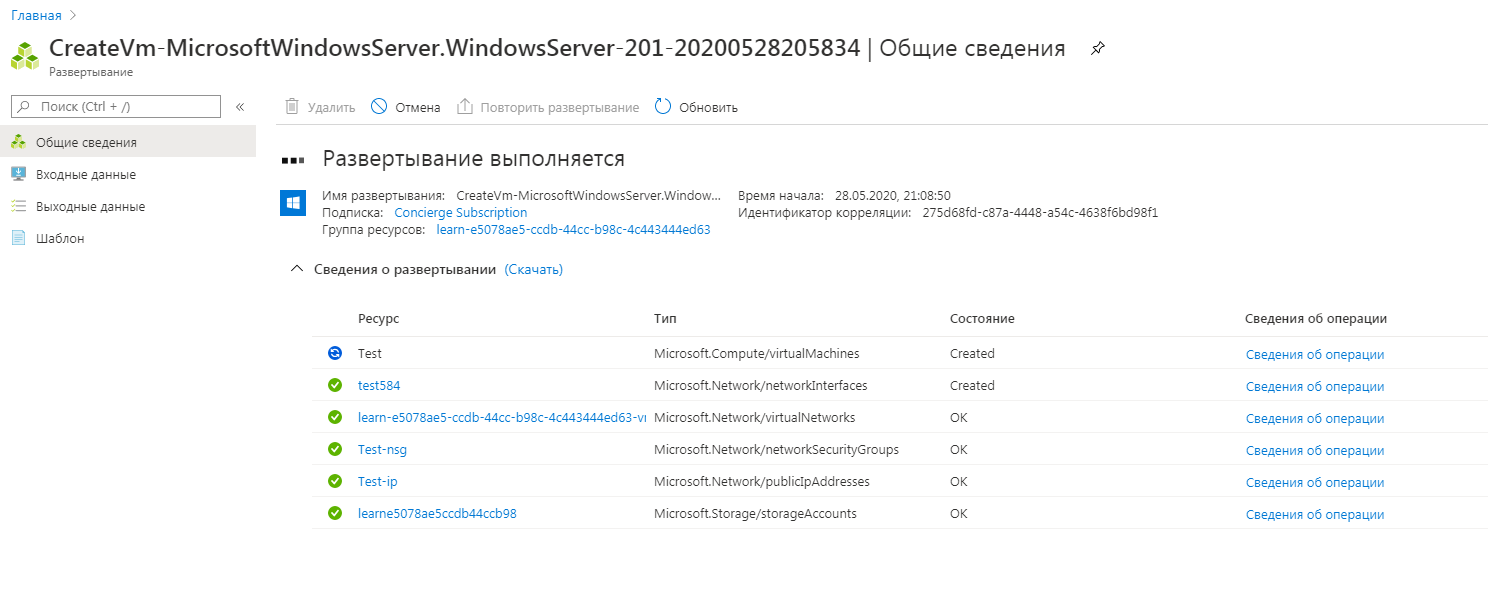 Главная
CreateVm-MicrosoftWindowsServer.WindowsServer-201-20200528205834 | Общие сведения
Развертывание
Поиск (Ctrl + /)
Удалить Отмена Повторить развертывание Обновить
Общие сведения
Входные данные
Выходные данные
Шаблон
Развертывание выполняется
Имя развертывания: CreateVm-MicrosoftWindowsServer.Window... Время начала: 28.05.2020, 21:08:50
Подписка: Concierge Subscription Идентификатор корреляции: 275d68fd-c87a-4448-a54c-4638f6bd98f1
Группа ресурсов: learn-e5078ae5-ccdb-44cc-b98c-4c443444ed63
Сведения о развертывании (Скачать)
Ресурс Тип Состояние Сведения об операции
Test Microsoft.Compute/virtualMachines Created Сведения об операции
test584 Microsoft.Network/networkInterfaces Created Сведения об операции
learn-e5078ae5-ccdb-44cc-b98c-4c443444ed63-vn Microsoft.Network/virtualNetworks OK Сведения об операции
Test-nsg Microsoft.Network/networkSecurityGroups OK Сведения об операции
Test-ip Microsoft.Network/publicIpAddresses OK Сведения об операции
learne5078ae5ccdb44ccb98 Microsoft.Storage/storageAccounts OK Сведения об операции